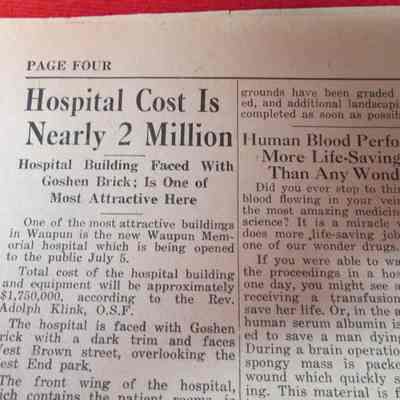 PAGE FOUR
Hospital Cost Is
Nearly 2 Million
Hospital Building Faced With
Goshen Brick; Is One of
Most Attractive Here
One of the most attractive buildings
in Waupun is the new Waupun Mem-
orial hospital which is being opened
to the public July 5.
Total cost of the hospital building
and equipment will be approximately
$1,750,000, according to the Rev.
Adolph Klink, O.S.F.
The hospital is faced with Goshen
brick with a dark trim and faces
West Brown street, overlooking the
West End park.
The front wing of the hospital,
which contains the patient rooms is
grounds have been graded
ed, and additional landscapi
completed as soon as possi
Human Blood Perfo
More Life-Saving
Than Any Wond
Did you ever stop to thi
blood flowing in your vein
the most amazing medicin
science? It is a miracle
does more life-saving job
one of our wonder drugs.
If you were able to wa
the proceedings in a hos
one day, you might see a
receiving a transfusion
save her life. Or, in the a
human serum albumin is
ed to save a man dying
During a brain operation
spongy mass is packed
wound which quickly s
ing. This material is f